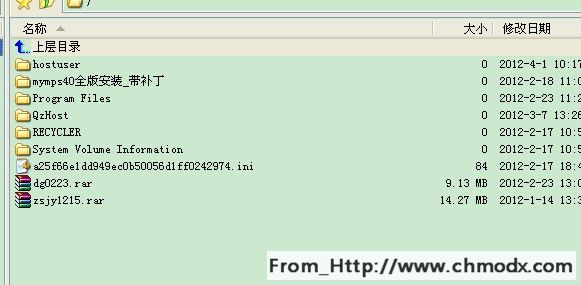 /
名称 大小 修改日期
上层目录
hostuser 0 2012-4-1 10:17
mymps40全版安装_带补丁 0 2012-2-18 11:0
Program Files 0 2012-2-23 11:2
QzHost 0 2012-3-7 13:26
RECYCLER 0 2012-2-17 10:5
System Volume Information 0 2012-2-17 10:5
a25f66e1dd949ec0b50056d1ff0242974.ini 84 2012-2-17 18:4
dg0223.rar 9.13 MB 2012-2-23 13:0
zsjy1215.rar 14.27 MB 2012-1-14 13:3
From_Http://www.chmodx.com